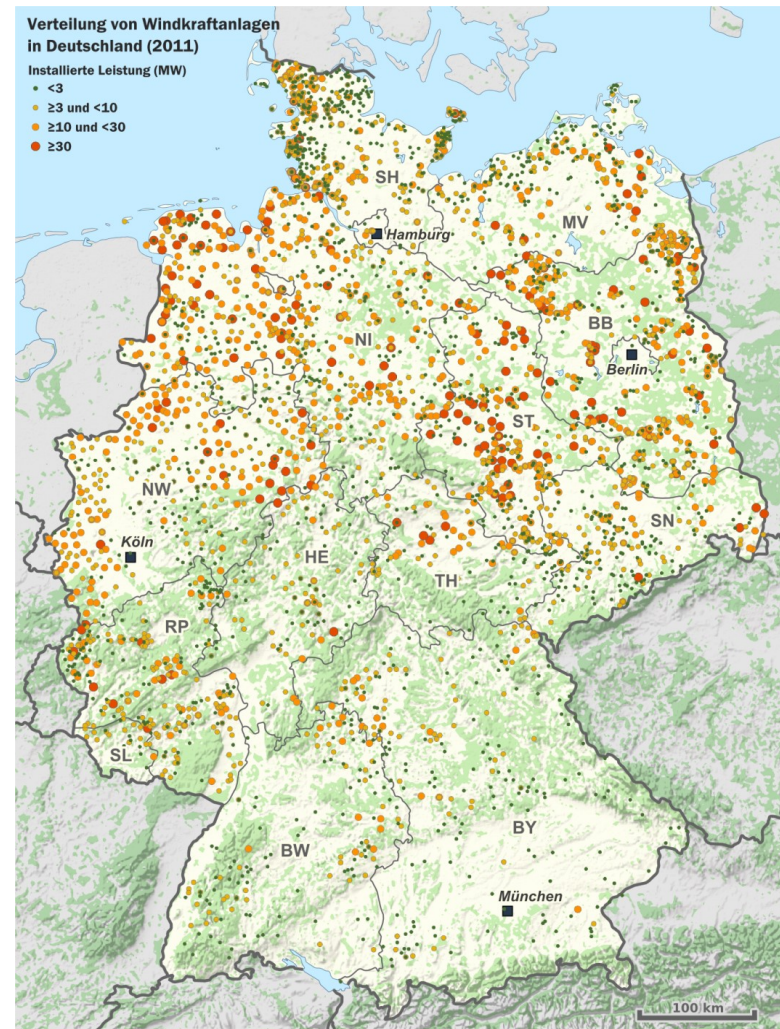 Verteilung von Windkraftanlagen
in Deutschland (2011)
Installierte Leistung (MW)
<3
≥3 und <10
≥10 und <30
≥30
SH
Hamburg
MV
NI
BB
Berlin
ST
NW
Köln
SN
HE
TH
RP
SL
BW
BY
München
100 km